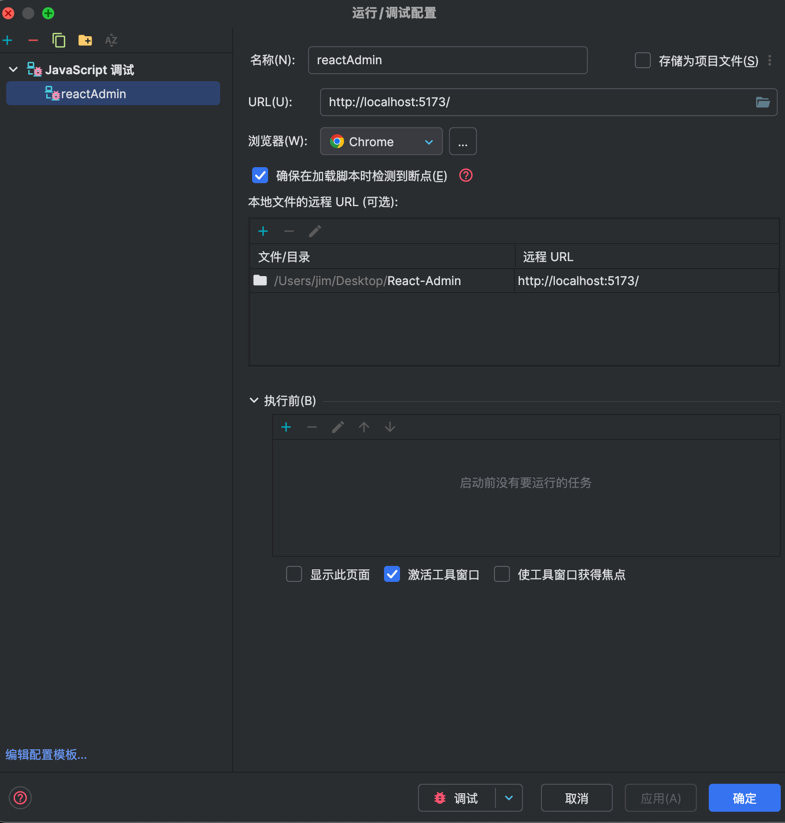 运行/调试配置
JavaScript 调试
reactAdmin
名称(N): reactAdmin 存储为项目文件(S)
URL(U): http://localhost:5173/
浏览器(W): Chrome ...
确保在加载脚本时检测到断点(E)
本地文件的远程 URL (可选):
文件/目录 远程 URL
/Users/jim/Desktop/React-Admin http://localhost:5173/
执行前(B)
启动前没有要运行的任务
显示此页面 激活工具窗口 使工具窗口获得焦点
编辑配置模板...
调试 取消 应用(A) 确定